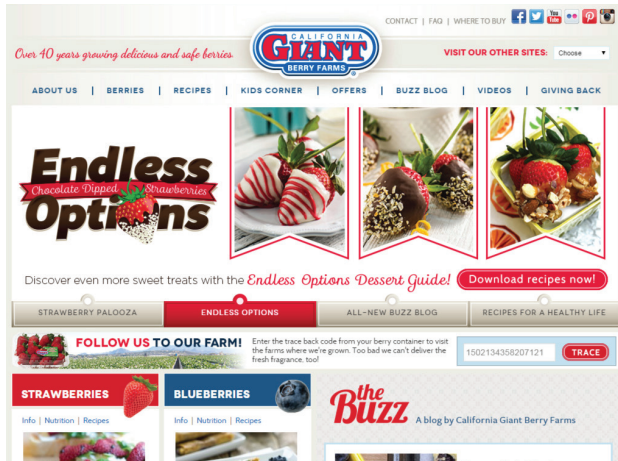 CONTACT | FAQ | WHERE TO BUY
You
Tube
Over 40 years growing delicious and safe berries
CALIFORNIA
GIANT
BERRY FARMS
VISIT OUR OTHER SITES: Choose
ABOUT US | BERRIES | RECIPES | KIDS CORNER | OFFERS | BUZZ BLOG | VIDEOS | GIVING BACK
Endless
Chocolate Dipped Strawberries
Options
Discover even more sweet treats with the Endless Options Dessert Guide! Download recipes now!
STRAWBERRY PALOOZA ENDLESS OPTIONS ALL-NEW BUZZ BLOG RECIPES FOR A HEALTHY LIFE
FOLLOW US TO OUR FARM!
Enter the trace back code from your berry container to visit
the farms where we're grown. Too bad we can't deliver the
fresh fragrance, too!
1502134358207121 TRACE
STRAWBERRIES
Info | Nutrition | Recipes
BLUEBERRIES
Info | Nutrition | Recipes
the
Buzz
A blog by California Giant Berry Farms